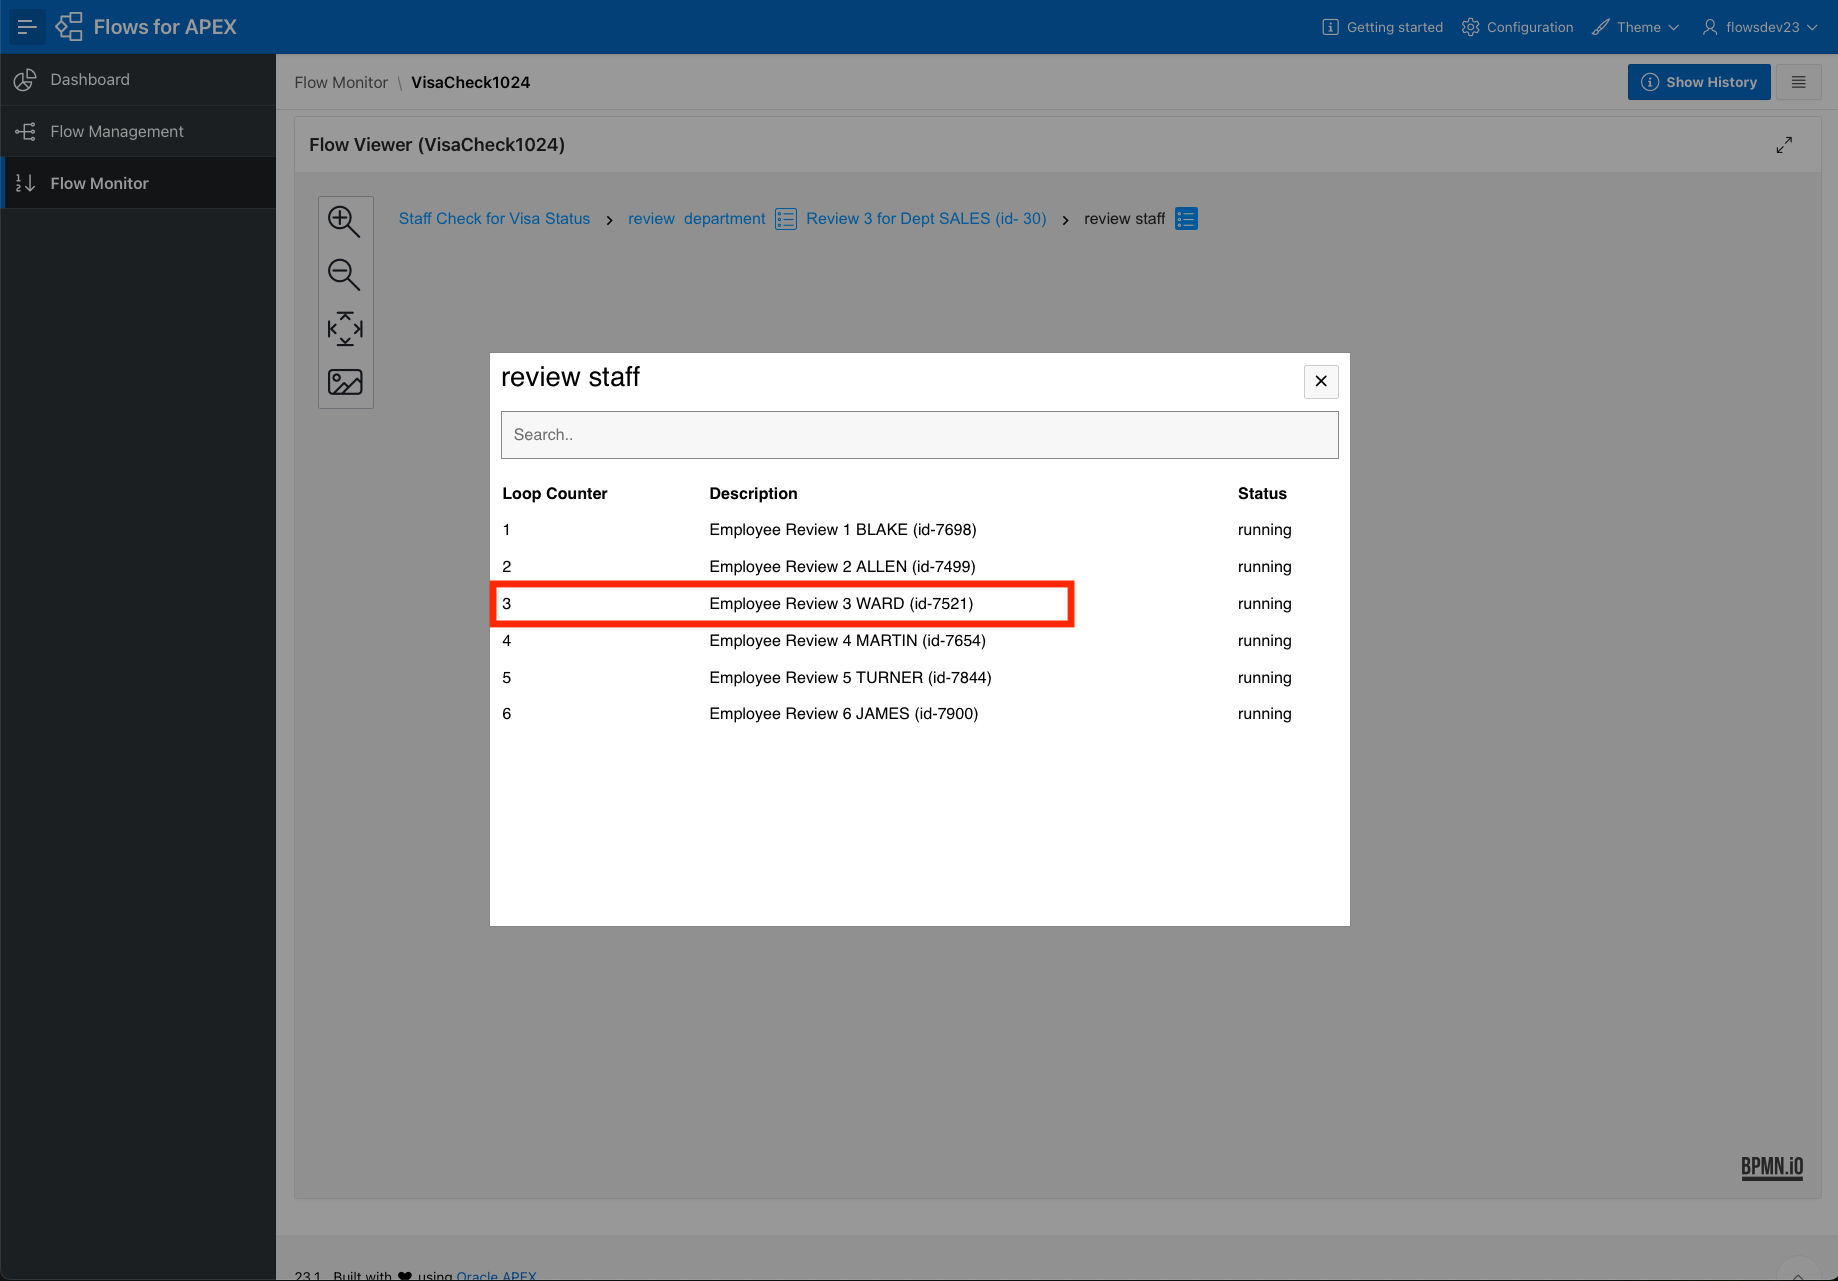 Flows for APEX
Getting started
Configuration
Theme
flowsdev23
Dashboard
Flow Management
Flow Monitor
Flow Monitor \ VisaCheck1024
Show History
Flow Viewer (VisaCheck1024)
Staff Check for Visa Status > review department Review 3 for Dept SALES (id- 30) > review staff
review staff
Search..
Loop Counter Description Status
1 Employee Review 1 BLAKE (id-7698) running
2 Employee Review 2 ALLEN (id-7499) running
3 Employee Review 3 WARD (id-7521) running
4 Employee Review 4 MARTIN (id-7654) running
5 Employee Review 5 TURNER (id-7844) running
6 Employee Review 6 JAMES (id-7900) running
BPMN.iO
23.1 Built with ♥ using Oracle APEX